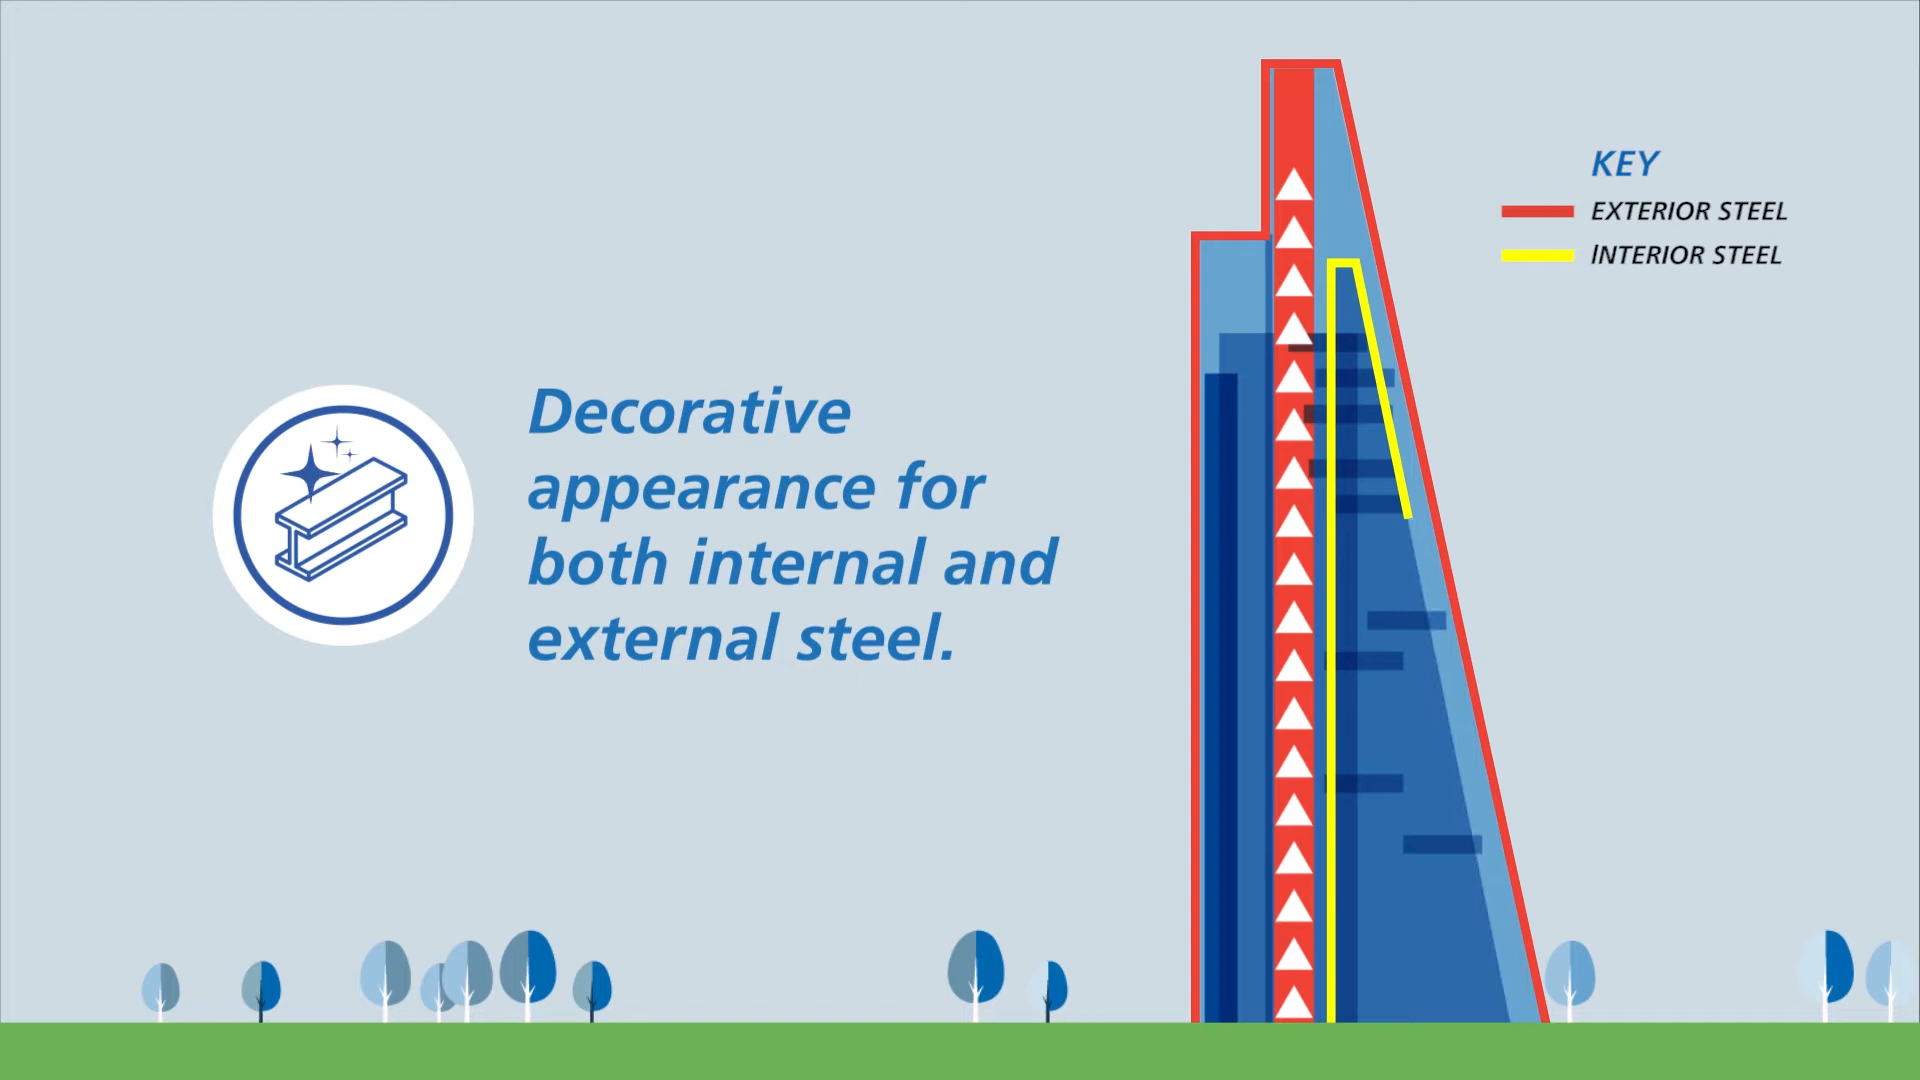 Decorative
appearance for
both internal and
external steel.
KEY
EXTERIOR STEEL
INTERIOR STEEL